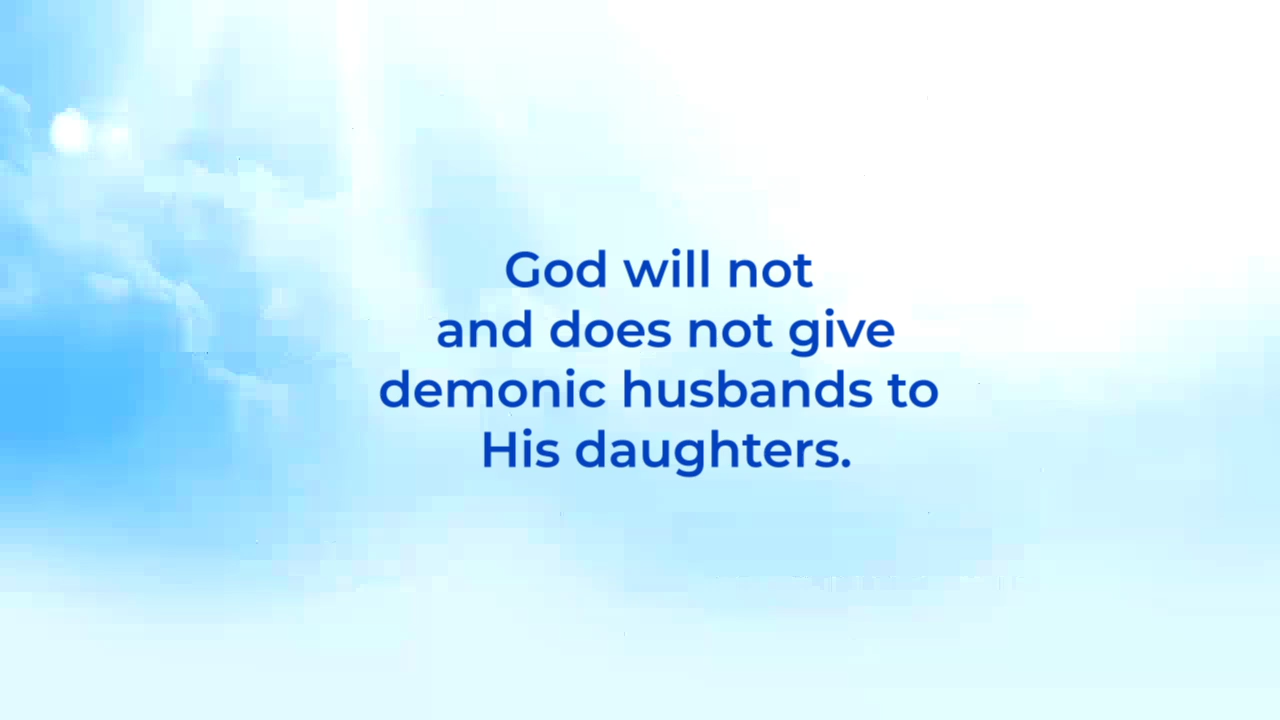 God will not
and does not give
demonic husbands to
His daughters.